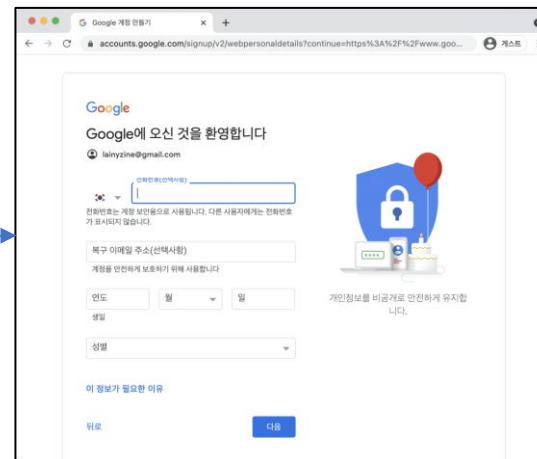 Google 계정 만들기
accounts.google.com/signup/v2/webpersonaldetails?continue=https%3A%2F%2Fwww.goo...
게스트
Google
Google에 오신 것을 환영합니다
lainyzine@gmail.com
전화번호(선택사항)
전화번호는 계정 보안용으로 사용됩니다. 다른 사용자에게는 전화번호
가 표시되지 않습니다.
복구 이메일 주소(선택사항)
계정을 안전하게 보호하기 위해 사용합니다
연도 월 일
생일
성별
개인정보를 비공개로 안전하게 유지합
니다.
이 정보가 필요한 이유
뒤로 다음